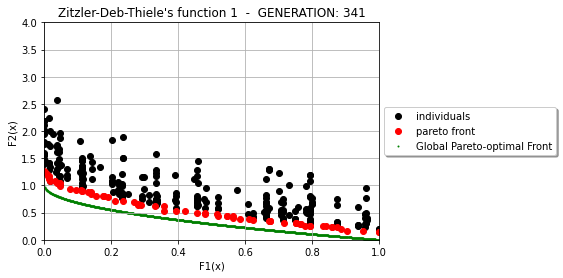 Zitzler-Deb-Thiele's function 1 - GENERATION: 341
4.0
3.5
3.0
2.5
2.0
1.5
1.0
0.5
0.0
F2(x)
0.0 0.2 0.4 0.6 0.8 1.0
F1(x)
individuals
pareto front
Global Pareto-optimal Front